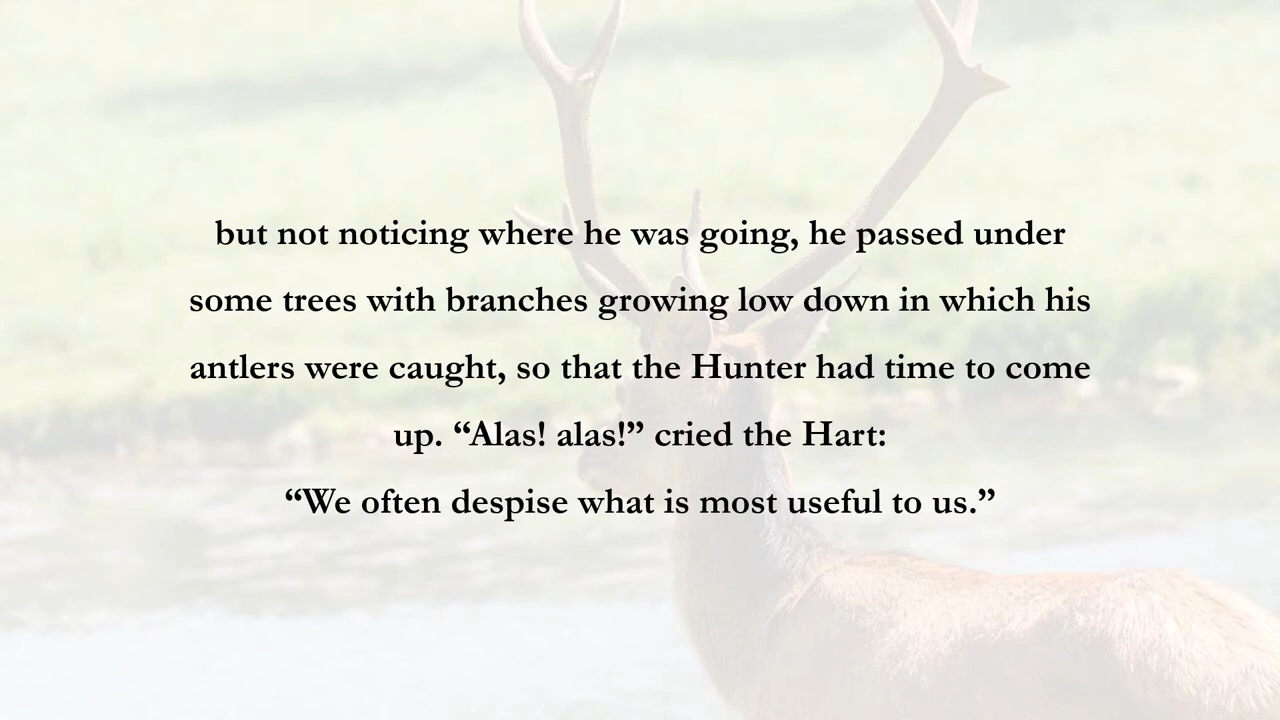 but not noticing where he was going, he passed under
some trees with branches growing low down in which his
antlers were caught, so that the Hunter had time to come
up. “Alas! alas!” cried the Hart:
“We often despise what is most useful to us.”